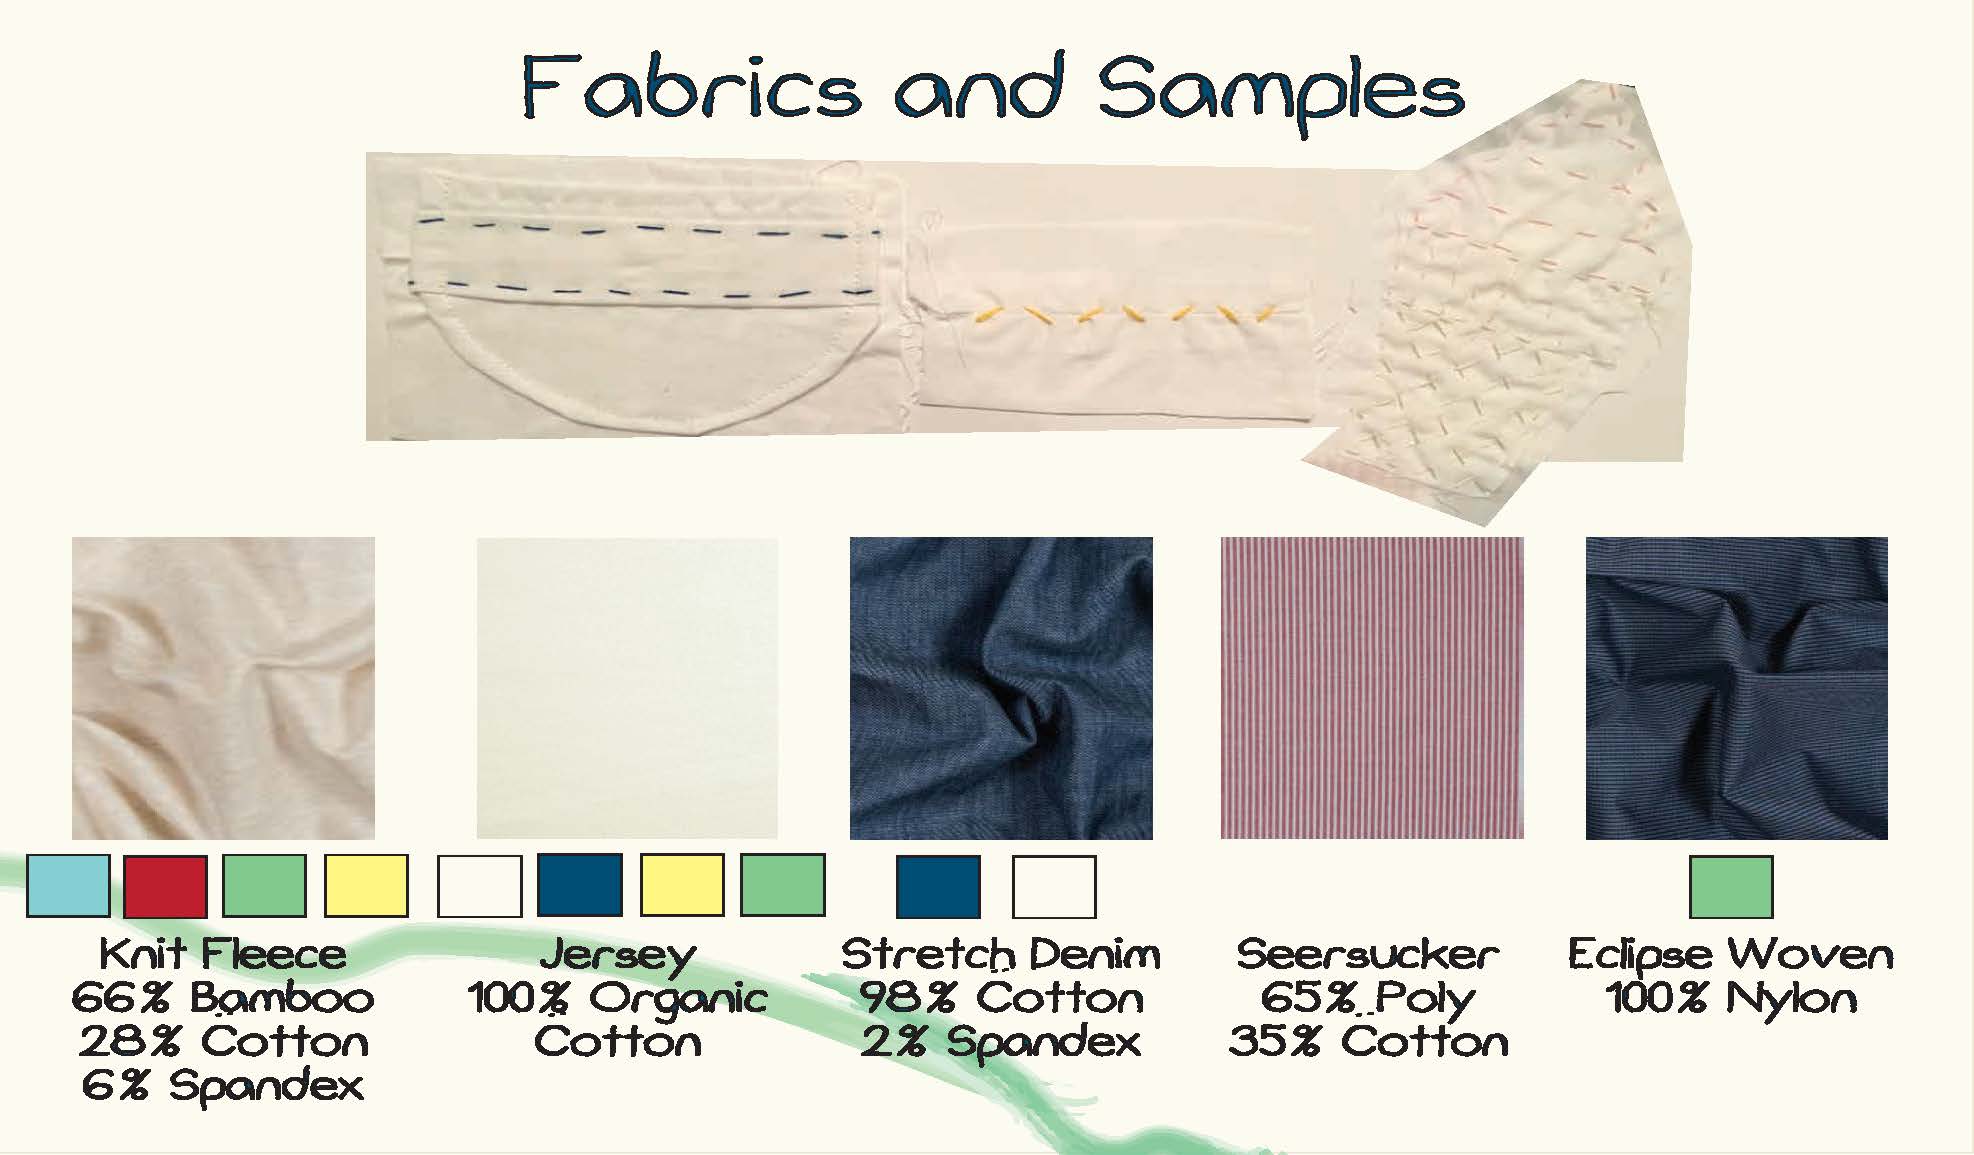 Fabrics and Samples
Knit Fleece
66% Bamboo
28% Cotton
6% Spandex
Jersey
100% Organic
Cotton
Stretch Denim
98% Cotton
2% Spandex
Seersucker
65% Poly
35% Cotton
Eclipse Woven
100% Nylon